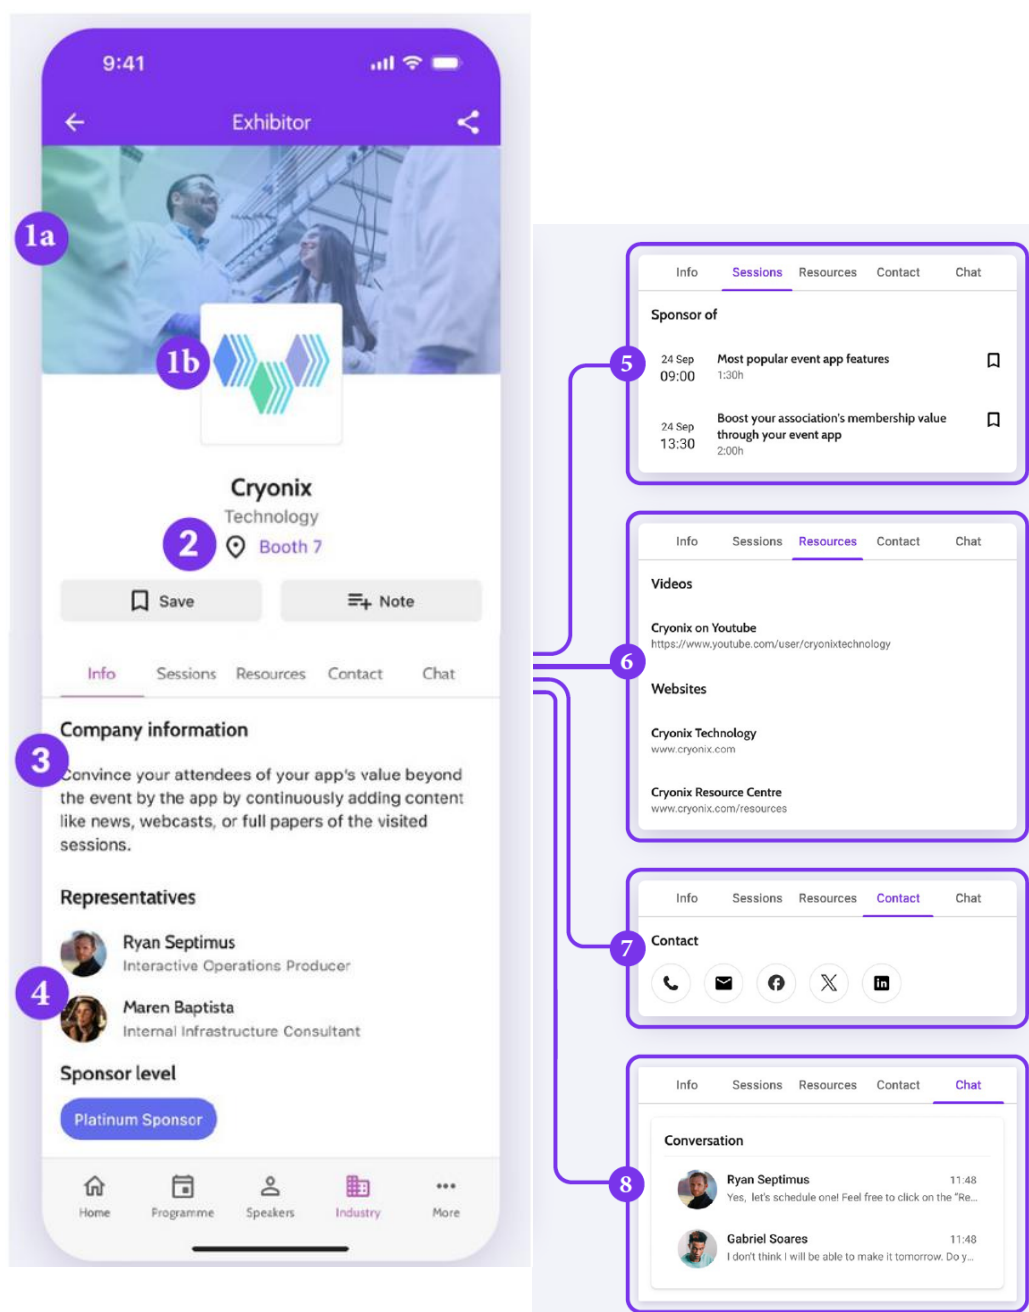 9:41
Exhibitor
1a
1b
Cryonix
Technology
2
Booth 7
Save
Note
Info Sessions Resources Contact Chat
Company information
3
Convince your attendees of your app's value beyond
the event by the app by continuously adding content
like news, webcasts, or full papers of the visited
sessions.
Representatives
Ryan Septimus
Interactive Operations Producer
4
Maren Baptista
Internal Infrastructure Consultant
Sponsor level
Platinum Sponsor
Home Programme Speakers Industry More
Info Sessions Resources Contact Chat
Sponsor of
5
24 Sep
09:00
Most popular event app features
1:30h
24 Sep
13:30
Boost your association's membership value
through your event app
2:00h
Info Sessions Resources Contact Chat
Videos
Cryonix on Youtube
https://www.youtube.com/user/cryonixtechnology
6
Websites
Cryonix Technology
www.cryonix.com
Cryonix Resource Centre
www.cryonix.com/resources
Info Sessions Resources Contact Chat
7
Contact
Info Sessions Resources Contact Chat
Conversation
8
Ryan Septimus 11:48
Yes, let's schedule one! Feel free to click on the "Re...
Gabriel Soares 11:48
I don't think I will be able to make it tomorrow. Do y...